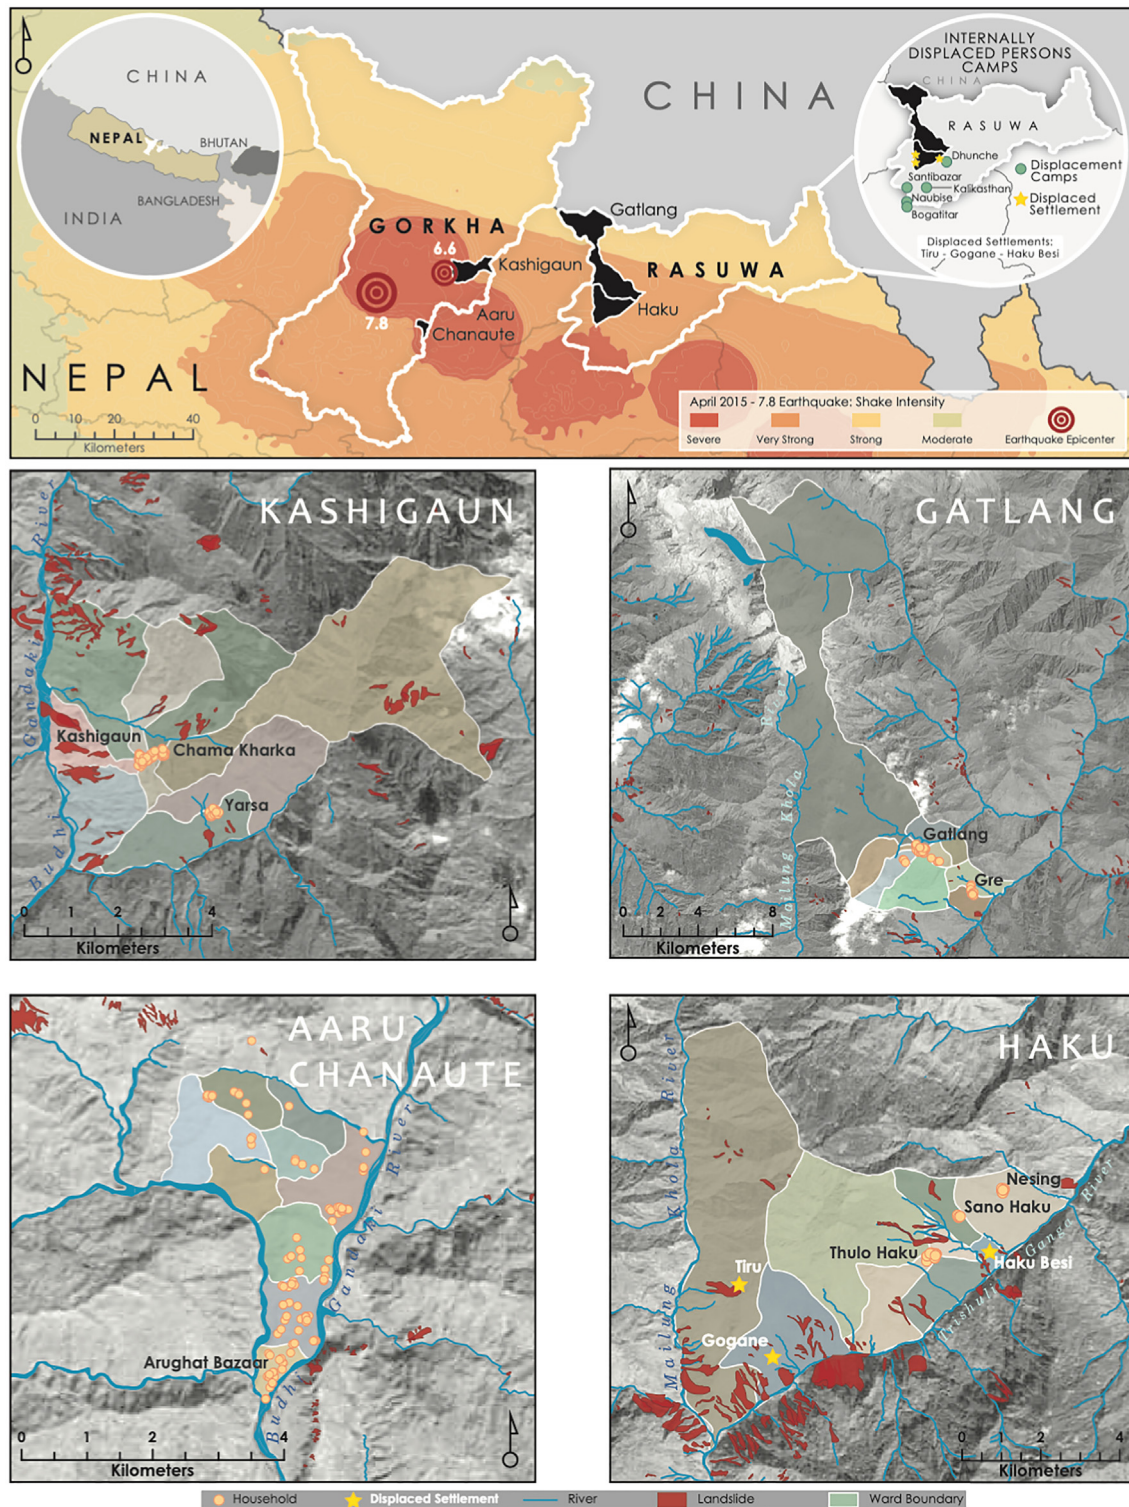 CHINA
NEPAL
BHUTAN
BANGLADESH
INDIA
CHINA
INTERNALLY
DISPLACED PERSONS
CAMPS
CHINA
RASUWA
Dhunche
Santibazar
Kalikasthan
Naubise
Bogatitar
Displacement
Camps
Displaced
Settlement
Displaced Settlements:
Tiru - Gogane - Haku Besi
GORKHA
6.6
7.8
Gatlang
Kashigaun
RASUWA
Haku
Aaru
Chanaute
NEPAL
0 10 20 40
Kilometers
April 2015 - 7.8 Earthquake: Shake Intensity
Severe Very Strong Strong Moderate Earthquake Epicenter
KASHIGAUN
Budhi Gandaki River
Kashigaun
Chama Kharka
Yarsa
0 1 2 4
Kilometers
GATLANG
Mailung Khola
Gatlang
Gre
0 2 4 8
Kilometers
AARU
CHANAUTE
Budhi Gandaki River
Arughat Bazaar
0 1 2 4
Kilometers
HAKU
Mailung Khola River
Nesing
Sano Haku
Thulo Haku
Haku Besi
Tiru
Gogane
Trishuli Ganga River
0 1 2 4
Kilometers
Household Displaced Settlement River Landslide Ward Boundary